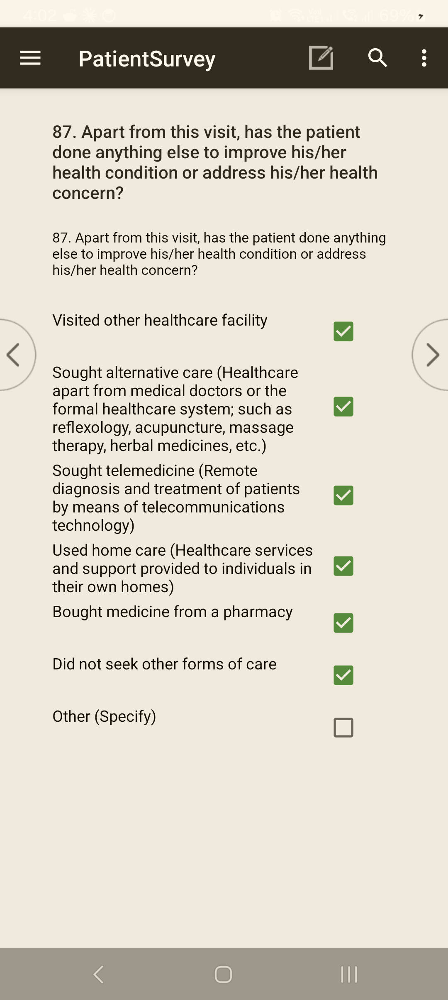 4:02
Vo)) LTE1 2 69%
PatientSurvey
87. Apart from this visit, has the patient
done anything else to improve his/her
health condition or address his/her health
concern?
87. Apart from this visit, has the patient done anything
else to improve his/her health condition or address
his/her health concern?
Visited other healthcare facility
Sought alternative care (Healthcare
apart from medical doctors or the
formal healthcare system; such as
reflexology, acupuncture, massage
therapy, herbal medicines, etc.)
Sought telemedicine (Remote
diagnosis and treatment of patients
by means of telecommunications
technology)
Used home care (Healthcare services
and support provided to individuals in
their own homes)
Bought medicine from a pharmacy
Did not seek other forms of care
Other (Specify)